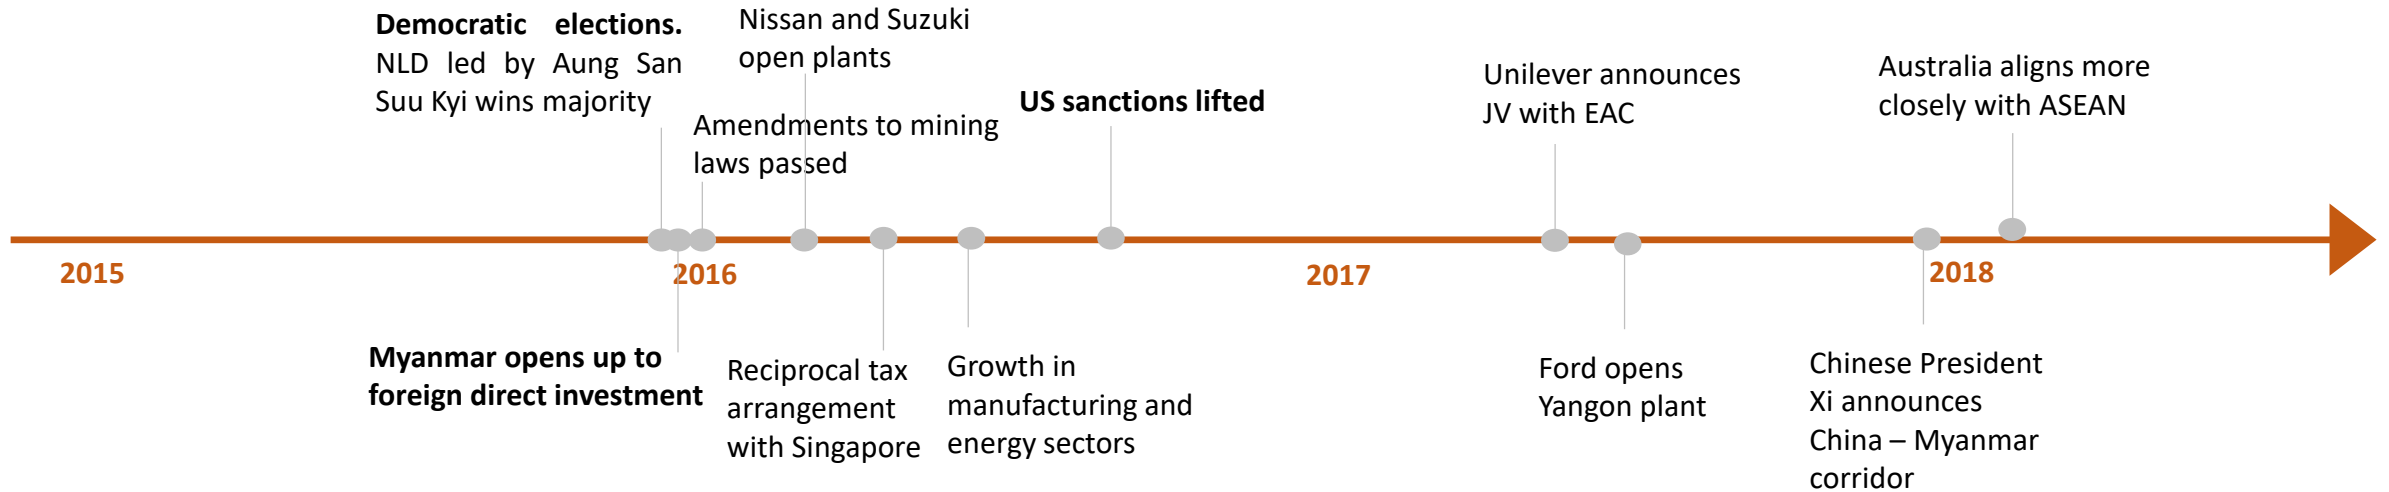 Democratic elections.
NLD led by Aung San
Suu Kyi wins majority
Nissan and Suzuki
open plants
Amendments to mining
laws passed
US sanctions lifted
Unilever announces
JV with EAC
Australia aligns more
closely with ASEAN
2015
2016
2017
2018
Myanmar opens up to
foreign direct investment
Reciprocal tax
arrangement
with Singapore
Growth in
manufacturing and
energy sectors
Ford opens
Yangon plant
Chinese President
Xi announces
China – Myanmar
corridor